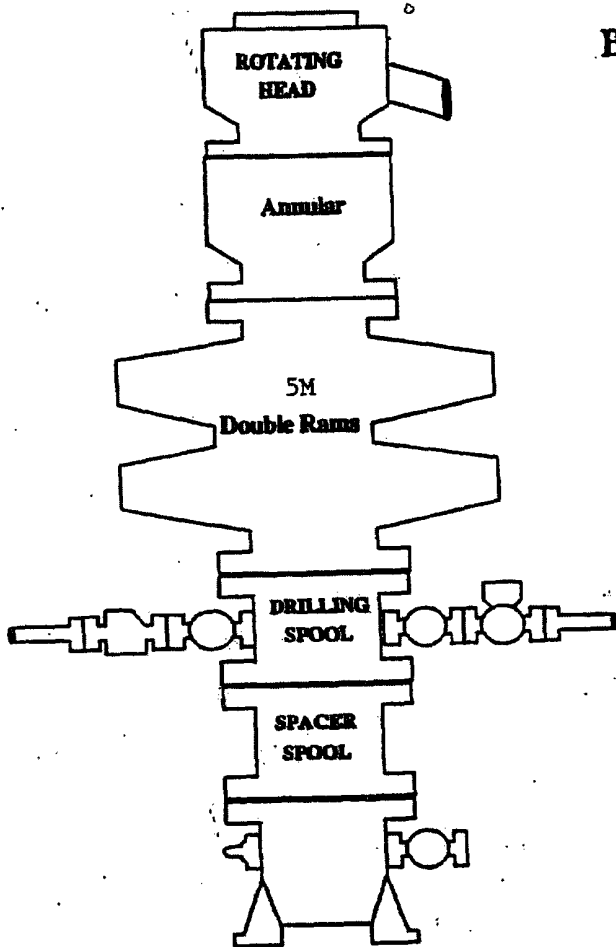 ROTATING
HEAD
Annular
5M
Double Rams
DRILLING
SPOOL
SPACER
SPOOL